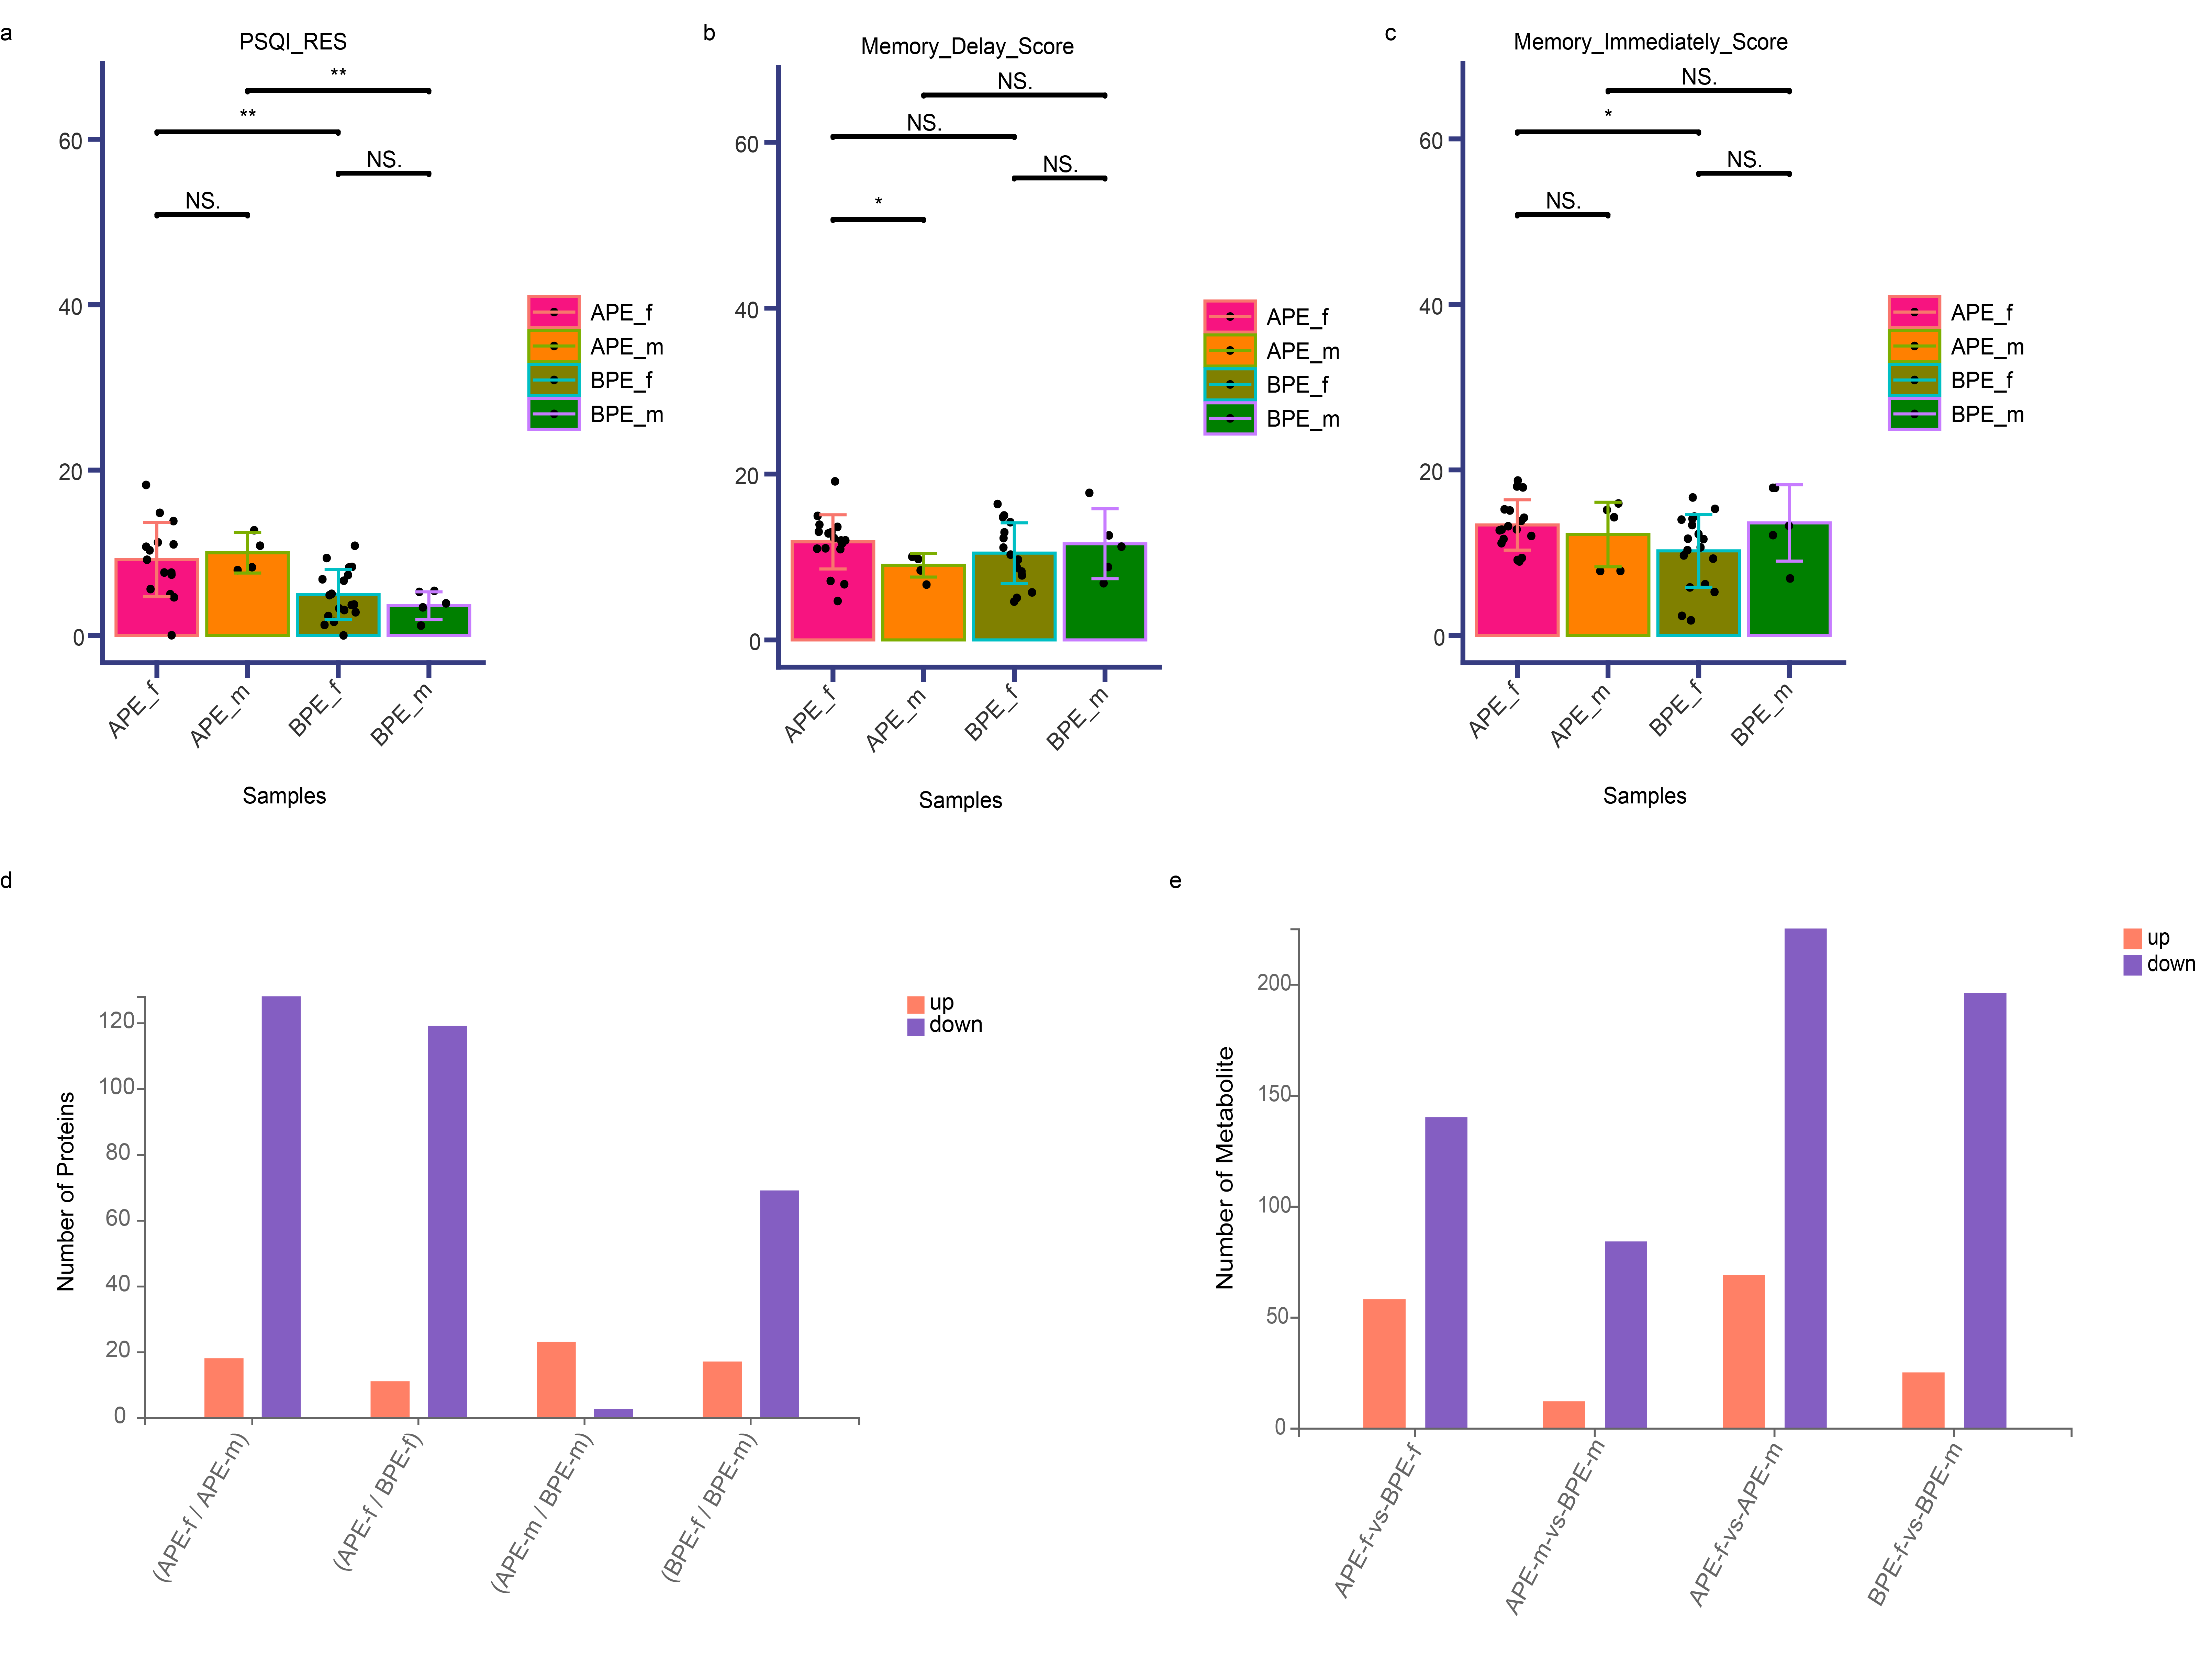 a
PSQI_RES
**
**
NS.
NS.
60
40
20
0
APE_f
APE_m
BPE_f
BPE_m
APE_f
APE_m
BPE_f
BPE_m
Samples
b
Memory_Delay_Score
NS.
NS.
NS.
*
60
40
20
0
APE_f
APE_m
BPE_f
BPE_m
APE_f
APE_m
BPE_f
BPE_m
Samples
c
Memory_Immediately_Score
NS.
*
NS.
NS.
60
40
20
0
APE_f
APE_m
BPE_f
BPE_m
APE_f
APE_m
BPE_f
BPE_m
Samples
d
Number of Proteins
120
100
80
60
40
20
0
up
down
(APE-f / APE-m)
(APE-f / BPE-f)
(APE-m / BPE-m)
(BPE-f / BPE-m)
e
Number of Metabolite
200
150
100
50
0
up
down
APE-f-vs-BPE-f
APE-m-vs-BPE-m
APE-f-vs-APE-m
BPE-f-vs-BPE-m